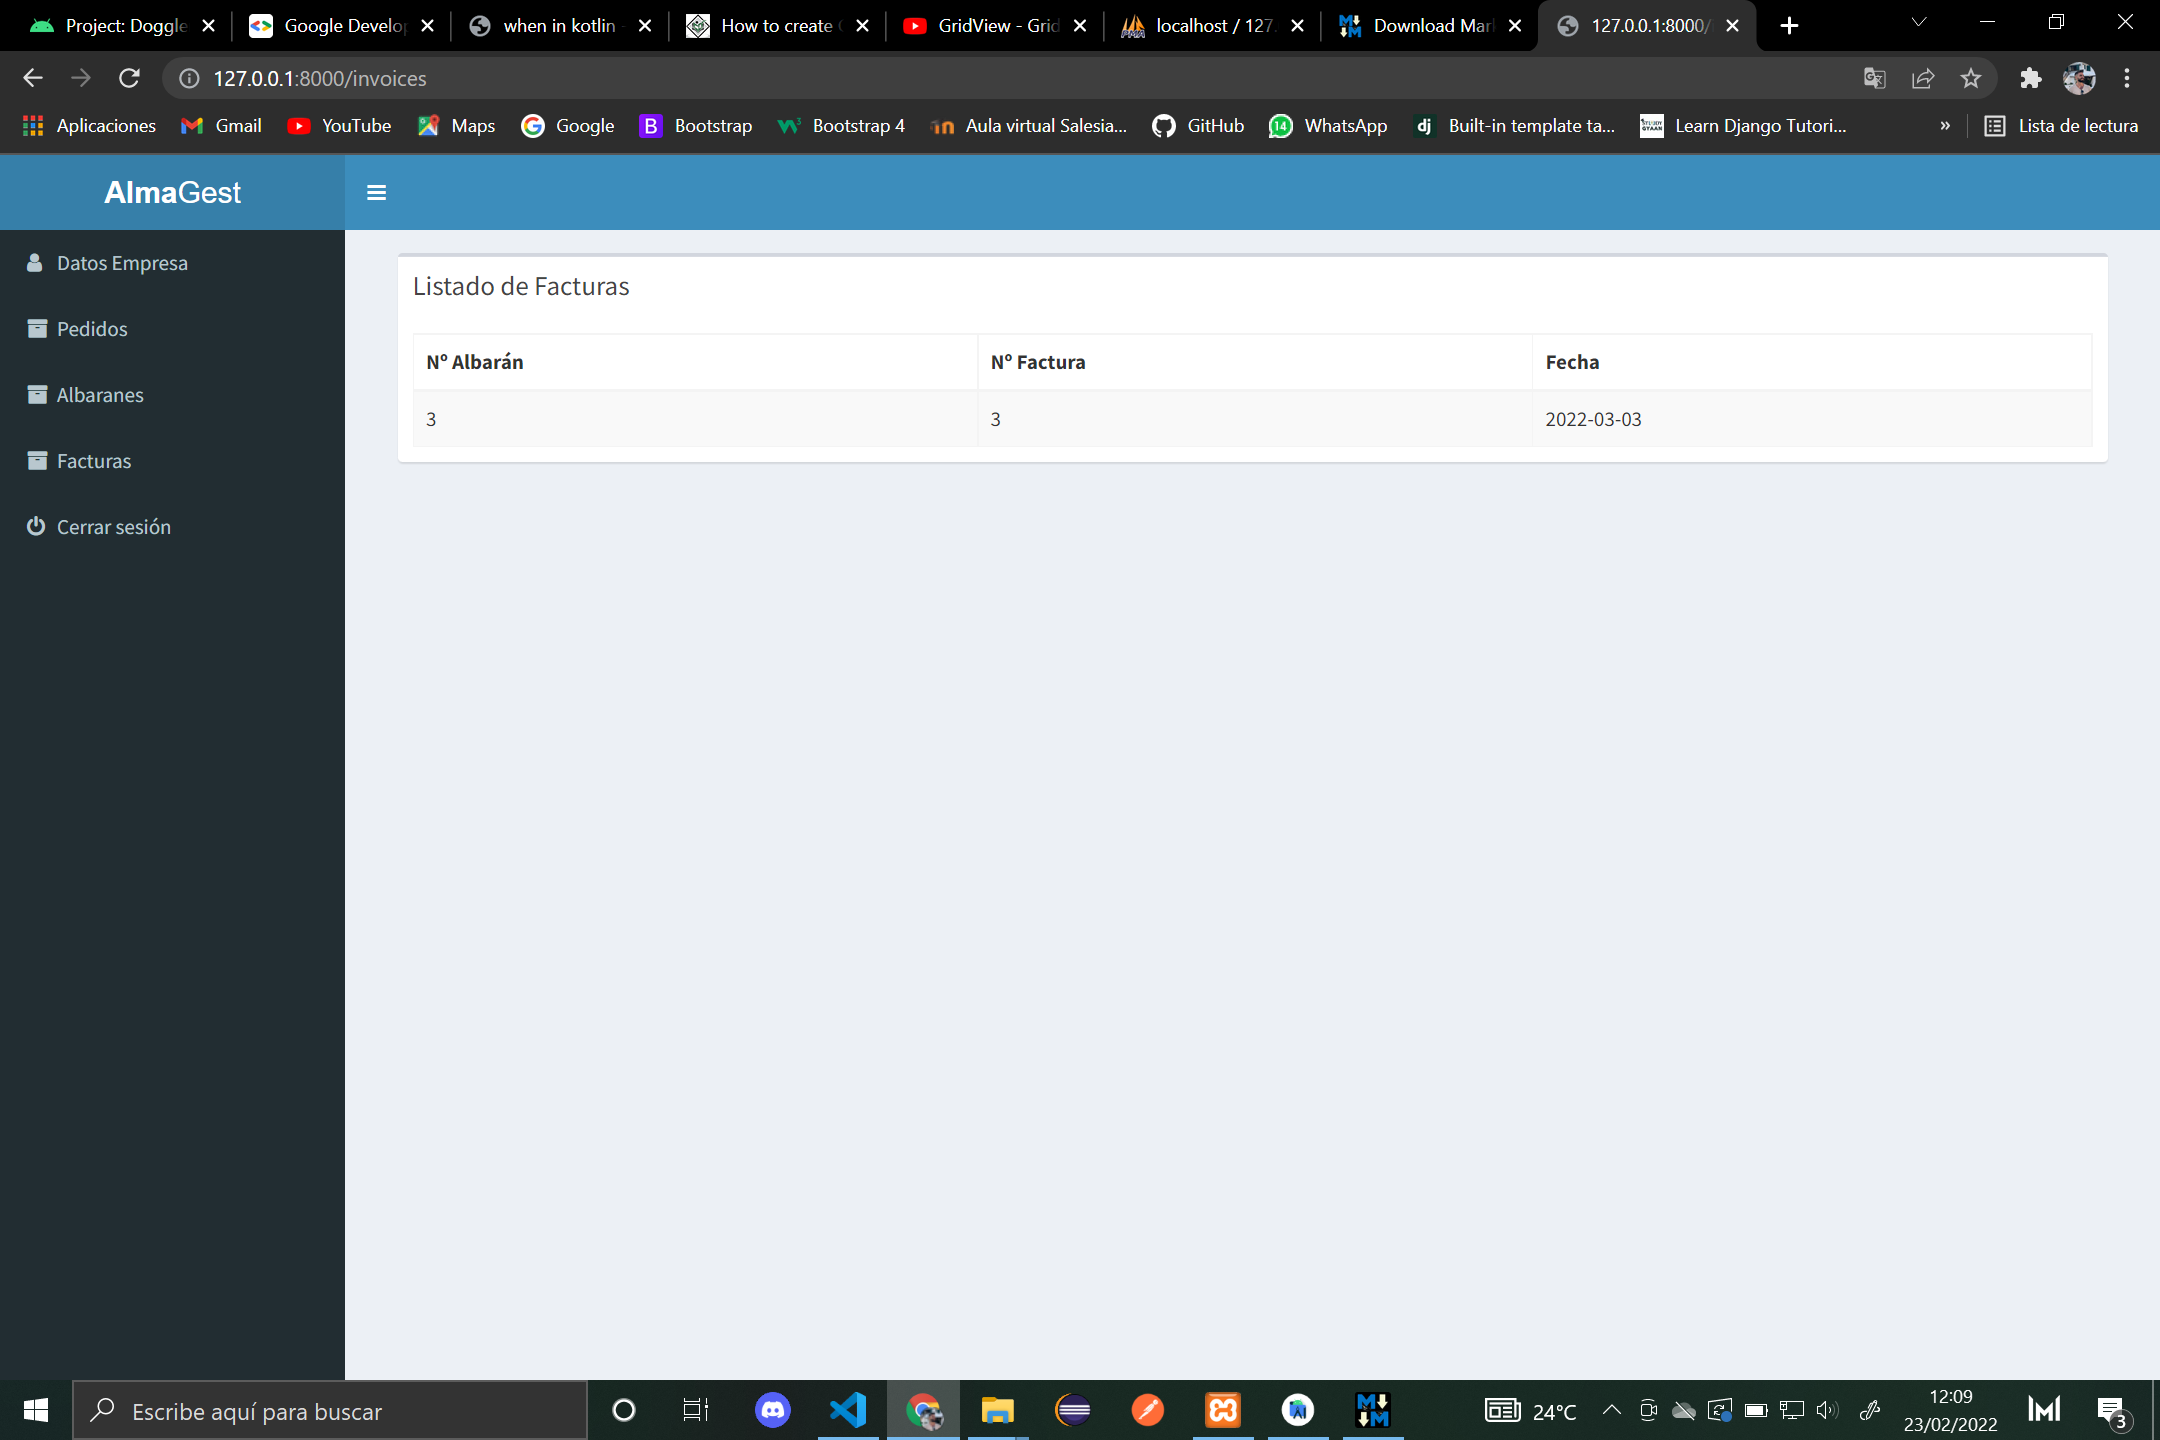 Project: Doggle
Google Develop
when in kotlin -
How to create
GridView - Grid
localhost / 127.
Download Mar
127.0.0.1:8000/
127.0.0.1:8000/invoices
Aplicaciones
Gmail
YouTube
Maps
Google
Bootstrap
Bootstrap 4
Aula virtual Salesia...
GitHub
14
WhatsApp
dj
Built-in template ta...
Learn Django Tutori...
»
Lista de lectura
AlmaGest
Datos Empresa
Pedidos
Albaranes
Facturas
Cerrar sesión
Listado de Facturas
Nº Albarán Nº Factura Fecha
3 3 2022-03-03
Escribe aquí para buscar
24°C
12:09
23/02/2022
3